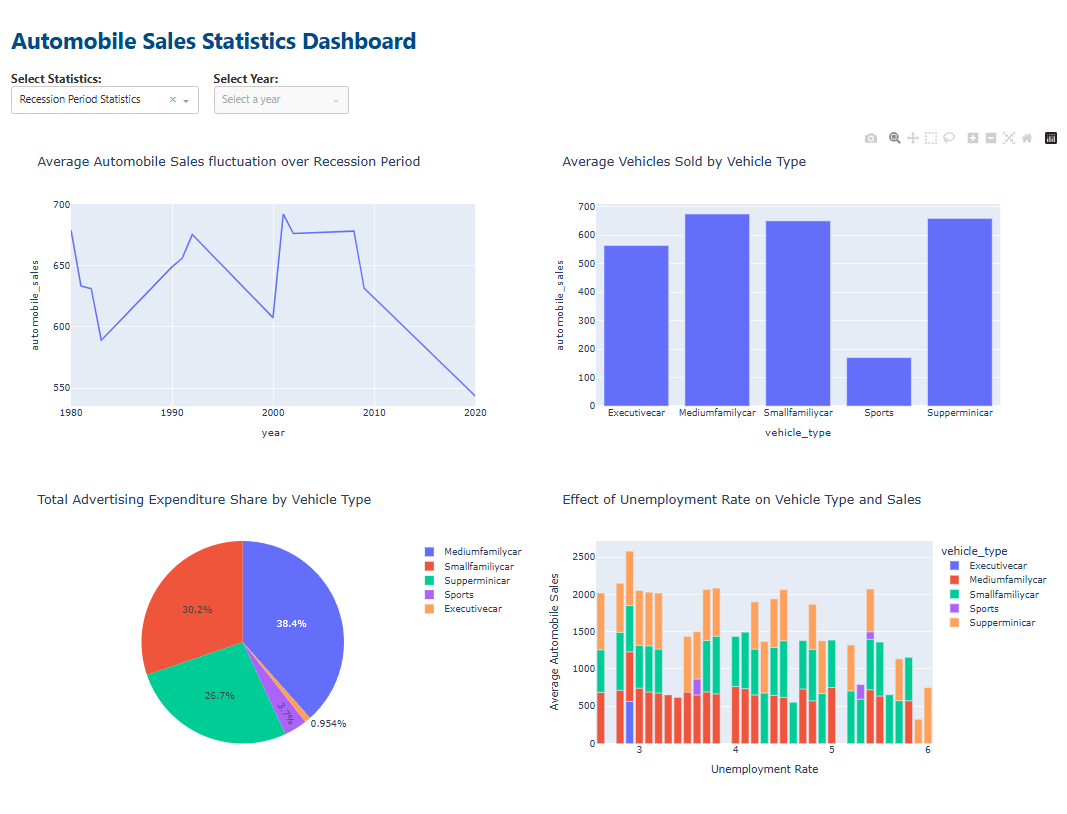 Automobile Sales Statistics Dashboard
Select Statistics:
Recession Period Statistics
×
Select Year:
Select a year
Average Automobile Sales fluctuation over Recession Period
700
650
600
550
automobile_sales
1980 1990 2000 2010 2020
year
Average Vehicles Sold by Vehicle Type
700
600
500
400
300
200
100
0
automobile_sales
Executivecar Mediumfamilycar Smallfamiliycar Sports Supperminicar
vehicle_type
Total Advertising Expenditure Share by Vehicle Type
38.4%
30.2%
26.7%
3.7%
0.954%
Mediumfamilycar
Smallfamiliycar
Supperminicar
Sports
Executivecar
Effect of Unemployment Rate on Vehicle Type and Sales
2500
2000
1500
1000
500
0
Average Automobile Sales
3 4 5 6
Unemployment Rate
vehicle_type
Executivecar
Mediumfamilycar
Smallfamiliycar
Sports
Supperminicar